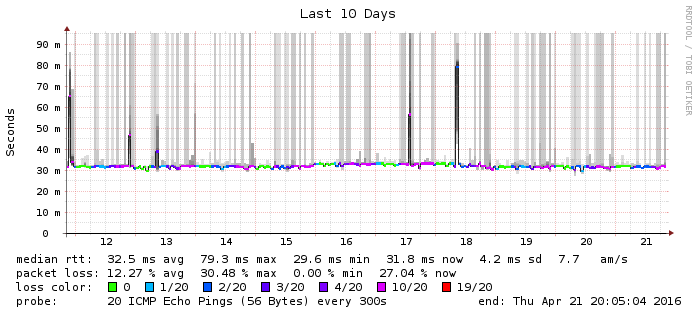 Last 10 Days
RRDTOOL / TOBI OETIKER
Seconds
90 m
80 m
70 m
60 m
50 m
40 m
30 m
20 m
10 m
0
12 13 14 15 16 17 18 19 20 21
median rtt: 32.5 ms avg 79.3 ms max 29.6 ms min 31.8 ms now 4.2 ms sd 7.7 am/s
packet loss: 12.27 % avg 30.48 % max 0.00 % min 27.04 % now
loss color: 0 1/20 2/20 3/20 4/20 10/20 19/20
probe: 20 ICMP Echo Pings (56 Bytes) every 300s end: Thu Apr 21 20:05:04 2016